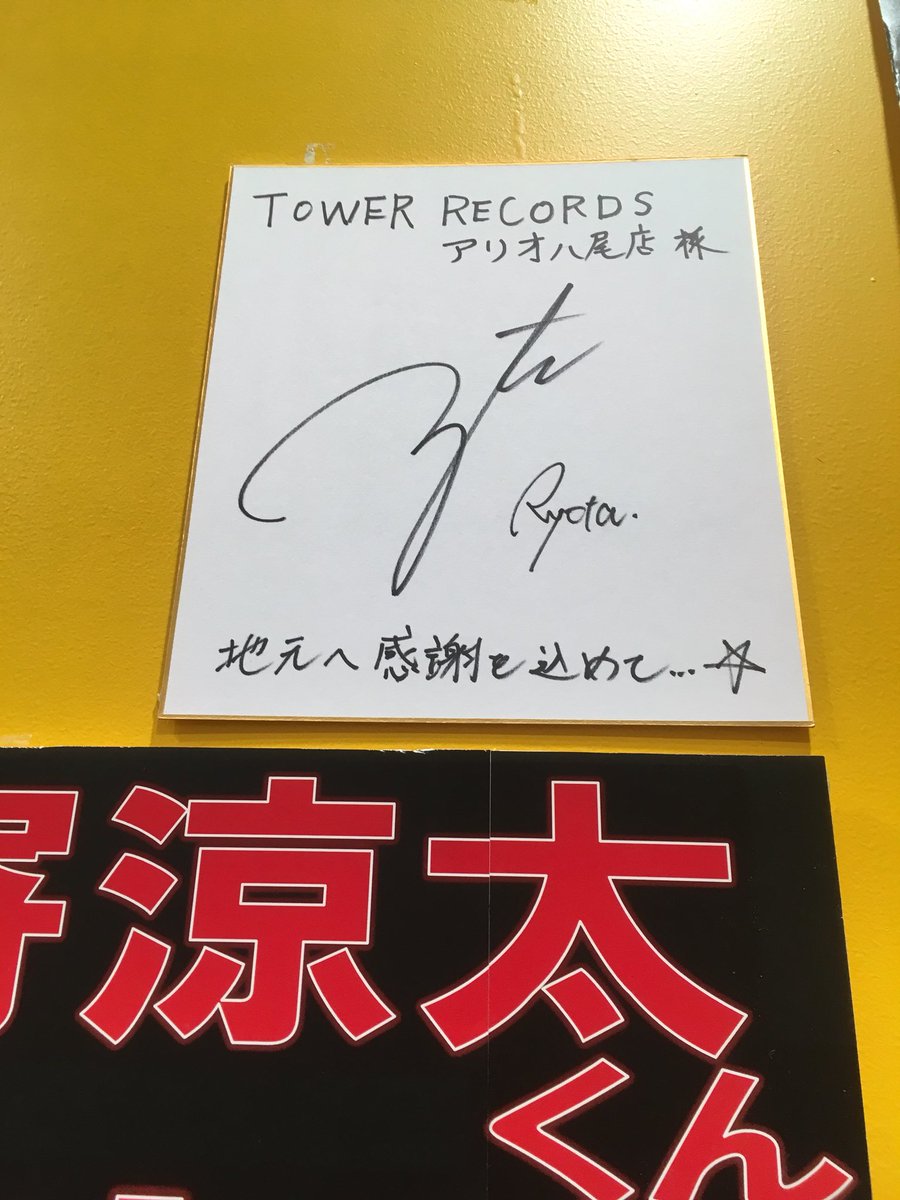 TOWER RECORDS
アリオ八尾店 様
Ryota.
地元へ感謝を込めて...☆
涼太
くん